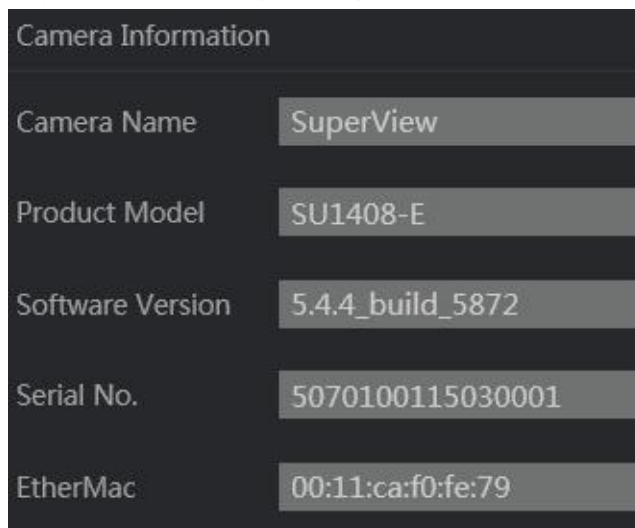 Camera Information
Camera Name SuperView
Product Model SU1408-E
Software Version 5.4.4_build_5872
Serial No. 5070100115030001
EtherMac 00:11:ca:f0:fe:79